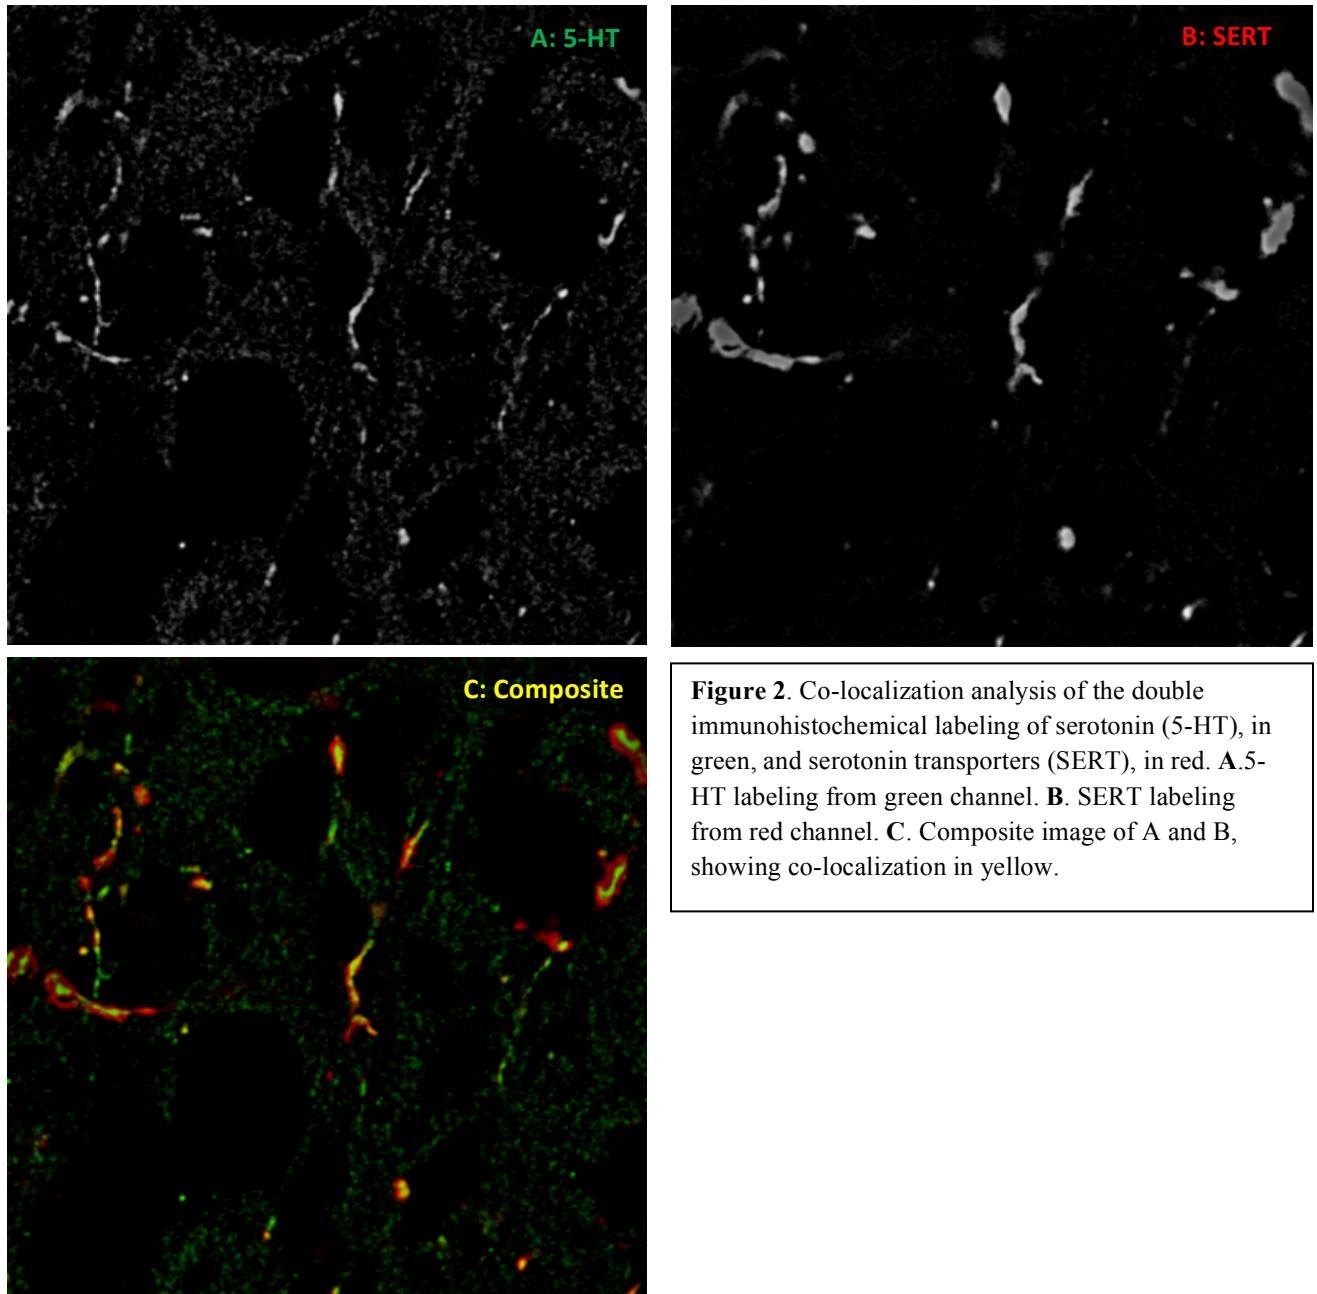 A: 5-HT
B: SERT
C: Composite
Figure 2. Co-localization analysis of the double
immunohistochemical labeling of serotonin (5-HT), in
green, and serotonin transporters (SERT), in red. A.5-
HT labeling from green channel. B. SERT labeling
from red channel. C. Composite image of A and B,
showing co-localization in yellow.